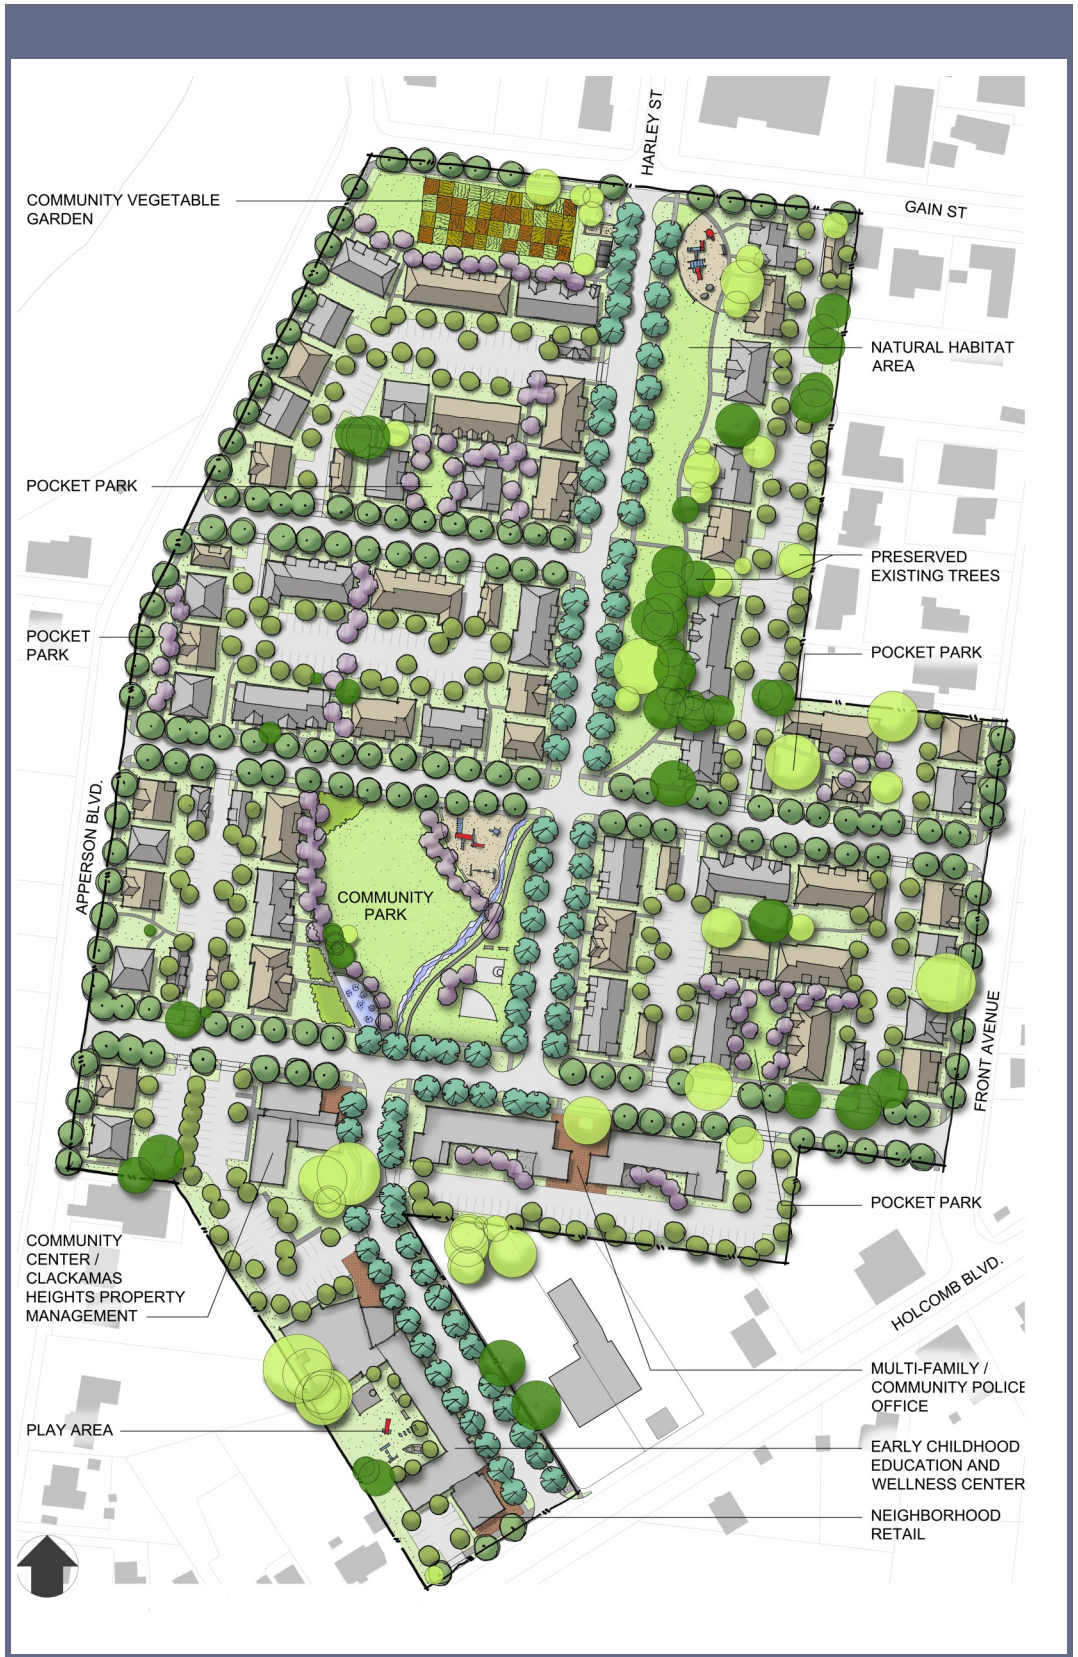 HARLEY ST
COMMUNITY VEGETABLE
GARDEN
GAIN ST
NATURAL HABITAT
AREA
POCKET PARK
PRESERVED
EXISTING TREES
POCKET
PARK
POCKET PARK
APPERSON BLVD.
COMMUNITY
PARK
FRONT AVENUE
POCKET PARK
COMMUNITY
CENTER /
CLACKAMAS
HEIGHTS PROPERTY
MANAGEMENT
HOLCOMB BLVD.
MULTI-FAMILY /
COMMUNITY POLICE
OFFICE
PLAY AREA
EARLY CHILDHOOD
EDUCATION AND
WELLNESS CENTER
NEIGHBORHOOD
RETAIL